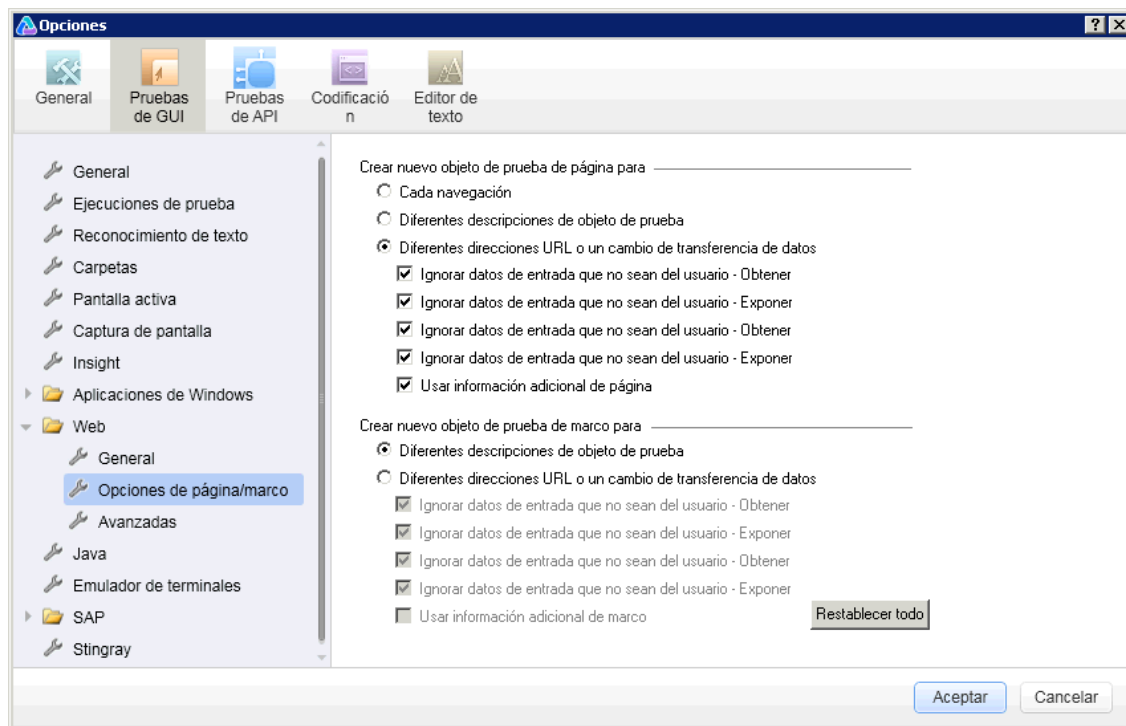 Opciones
General
Pruebas
de GUI
Pruebas
de API
Codificació
n
Editor de
texto
General
Ejecuciones de prueba
Reconocimiento de texto
Carpetas
Pantalla activa
Captura de pantalla
Insight
Aplicaciones de Windows
Web
General
Opciones de página/marco
Avanzadas
Java
Emulador de terminales
SAP
Stingray
Crear nuevo objeto de prueba de página para
Cada navegación
Diferentes descripciones de objeto de prueba
Diferentes direcciones URL o un cambio de transferencia de datos
Ignorar datos de entrada que no sean del usuario - Obtener
Ignorar datos de entrada que no sean del usuario - Exponer
Ignorar datos de entrada que no sean del usuario - Obtener
Ignorar datos de entrada que no sean del usuario - Exponer
Usar información adicional de página
Crear nuevo objeto de prueba de marco para
Diferentes descripciones de objeto de prueba
Diferentes direcciones URL o un cambio de transferencia de datos
Ignorar datos de entrada que no sean del usuario - Obtener
Ignorar datos de entrada que no sean del usuario - Exponer
Ignorar datos de entrada que no sean del usuario - Obtener
Ignorar datos de entrada que no sean del usuario - Exponer
Usar información adicional de marco
Restablecer todo
Aceptar
Cancelar